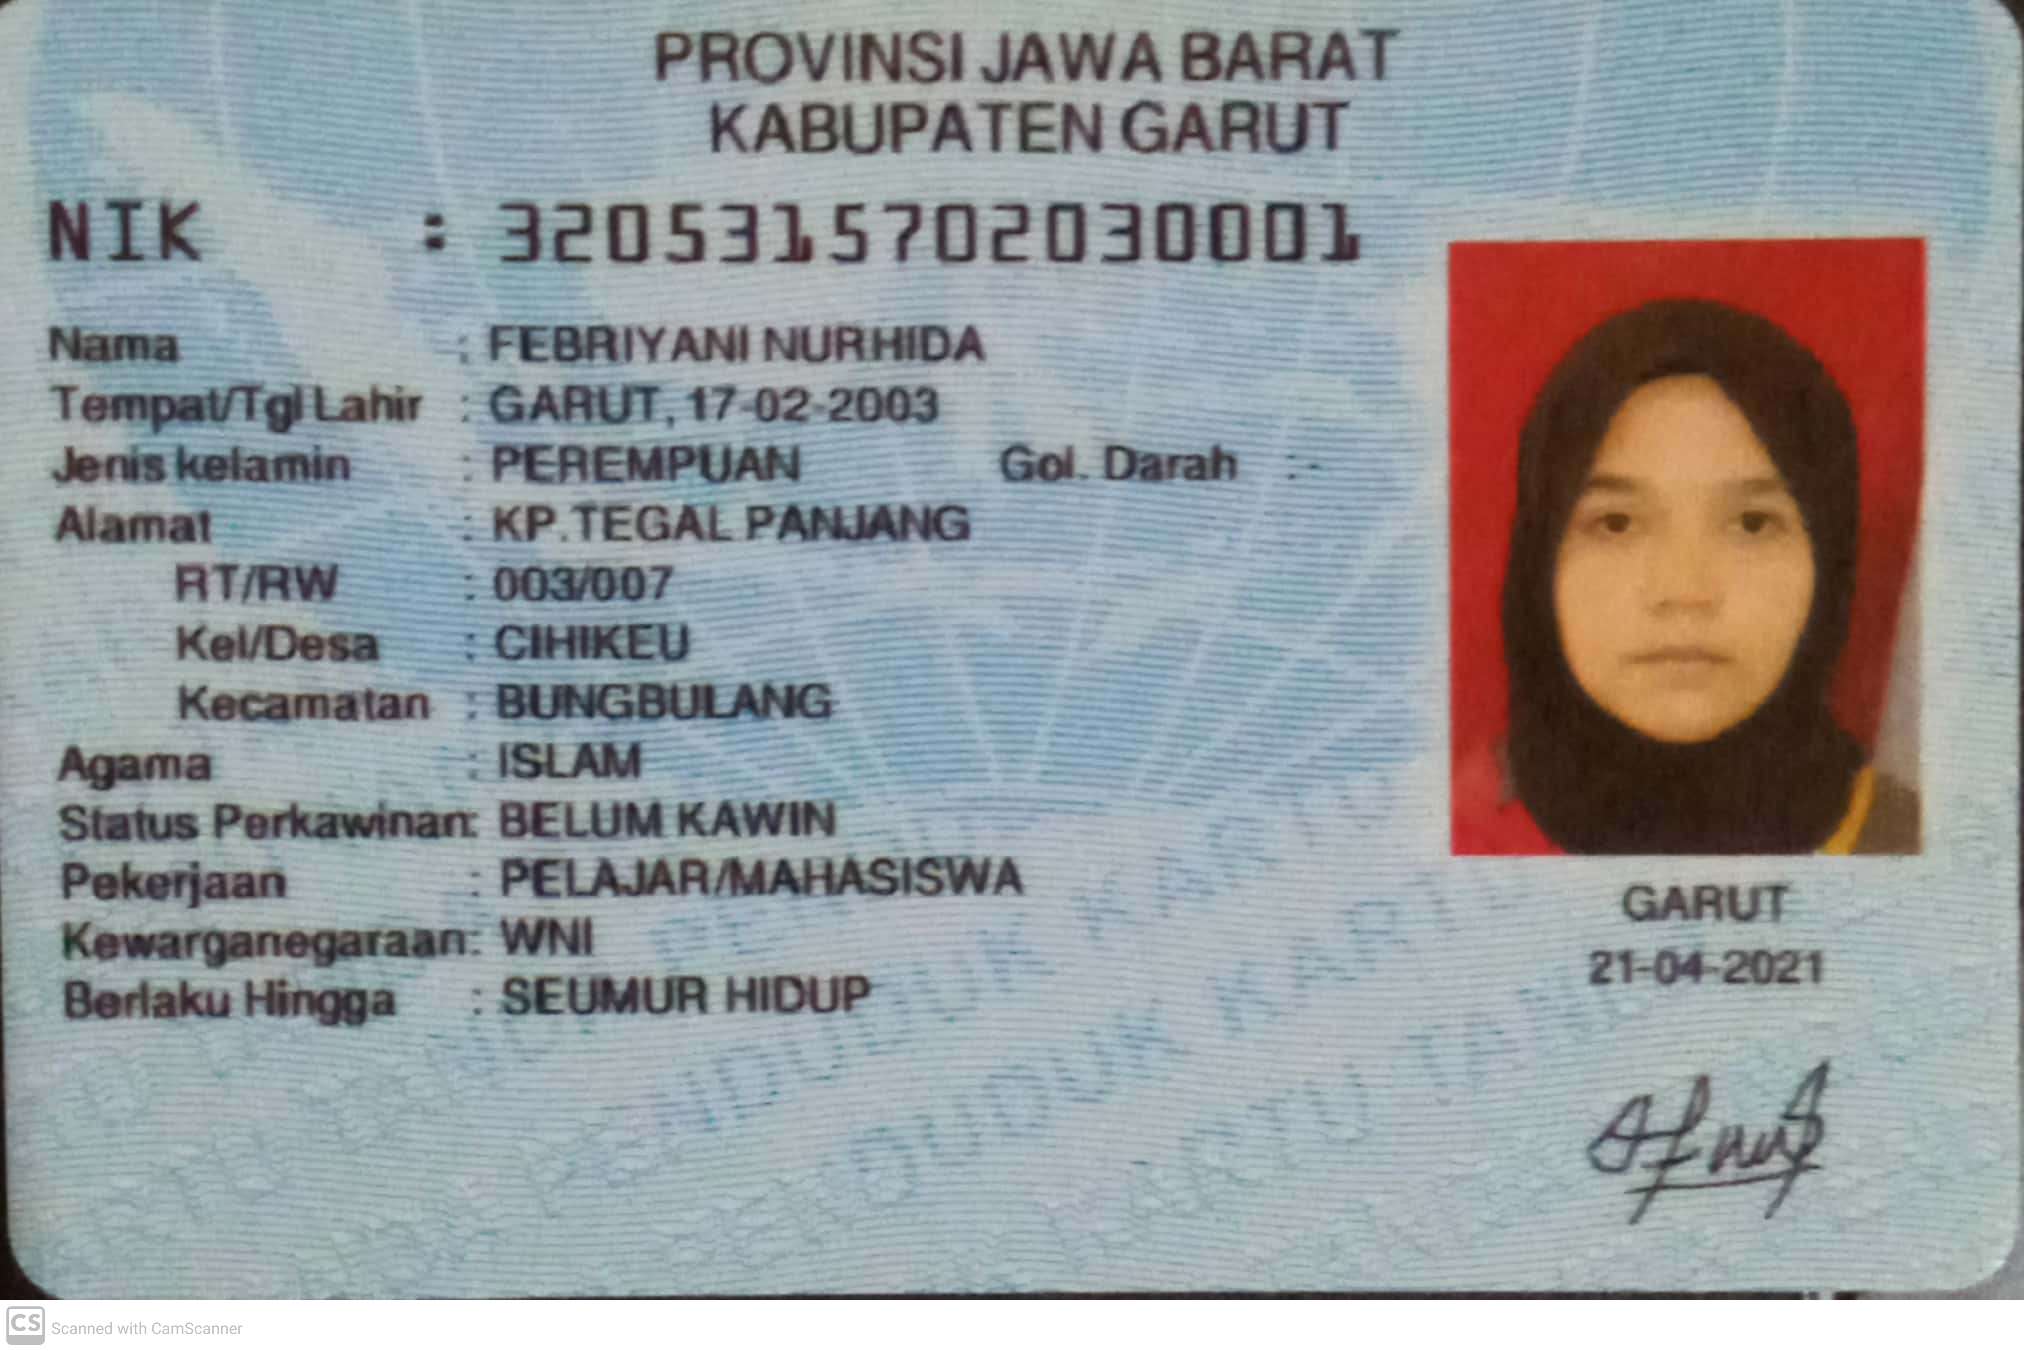 PROVINSI JAWA BARAT
KABUPATEN GARUT
NIK : 3205315702030001
Nama : FEBRIYANI NURHIDA
Tempat/Tgl Lahir : GARUT, 17-02-2003
Jenis kelamin : PEREMPUAN Gol. Darah : -
Alamat : KP.TEGAL PANJANG
RT/RW : 003/007
Kel/Desa : CIHIKEU
Kecamatan : BUNGBULANG
Agama : ISLAM
Status Perkawinan: BELUM KAWIN
Pekerjaan : PELAJAR/MAHASISWA
Kewarganegaraan: WNI
Berlaku Hingga : SEUMUR HIDUP
GARUT
21-04-2021
CS Scanned with CamScanner